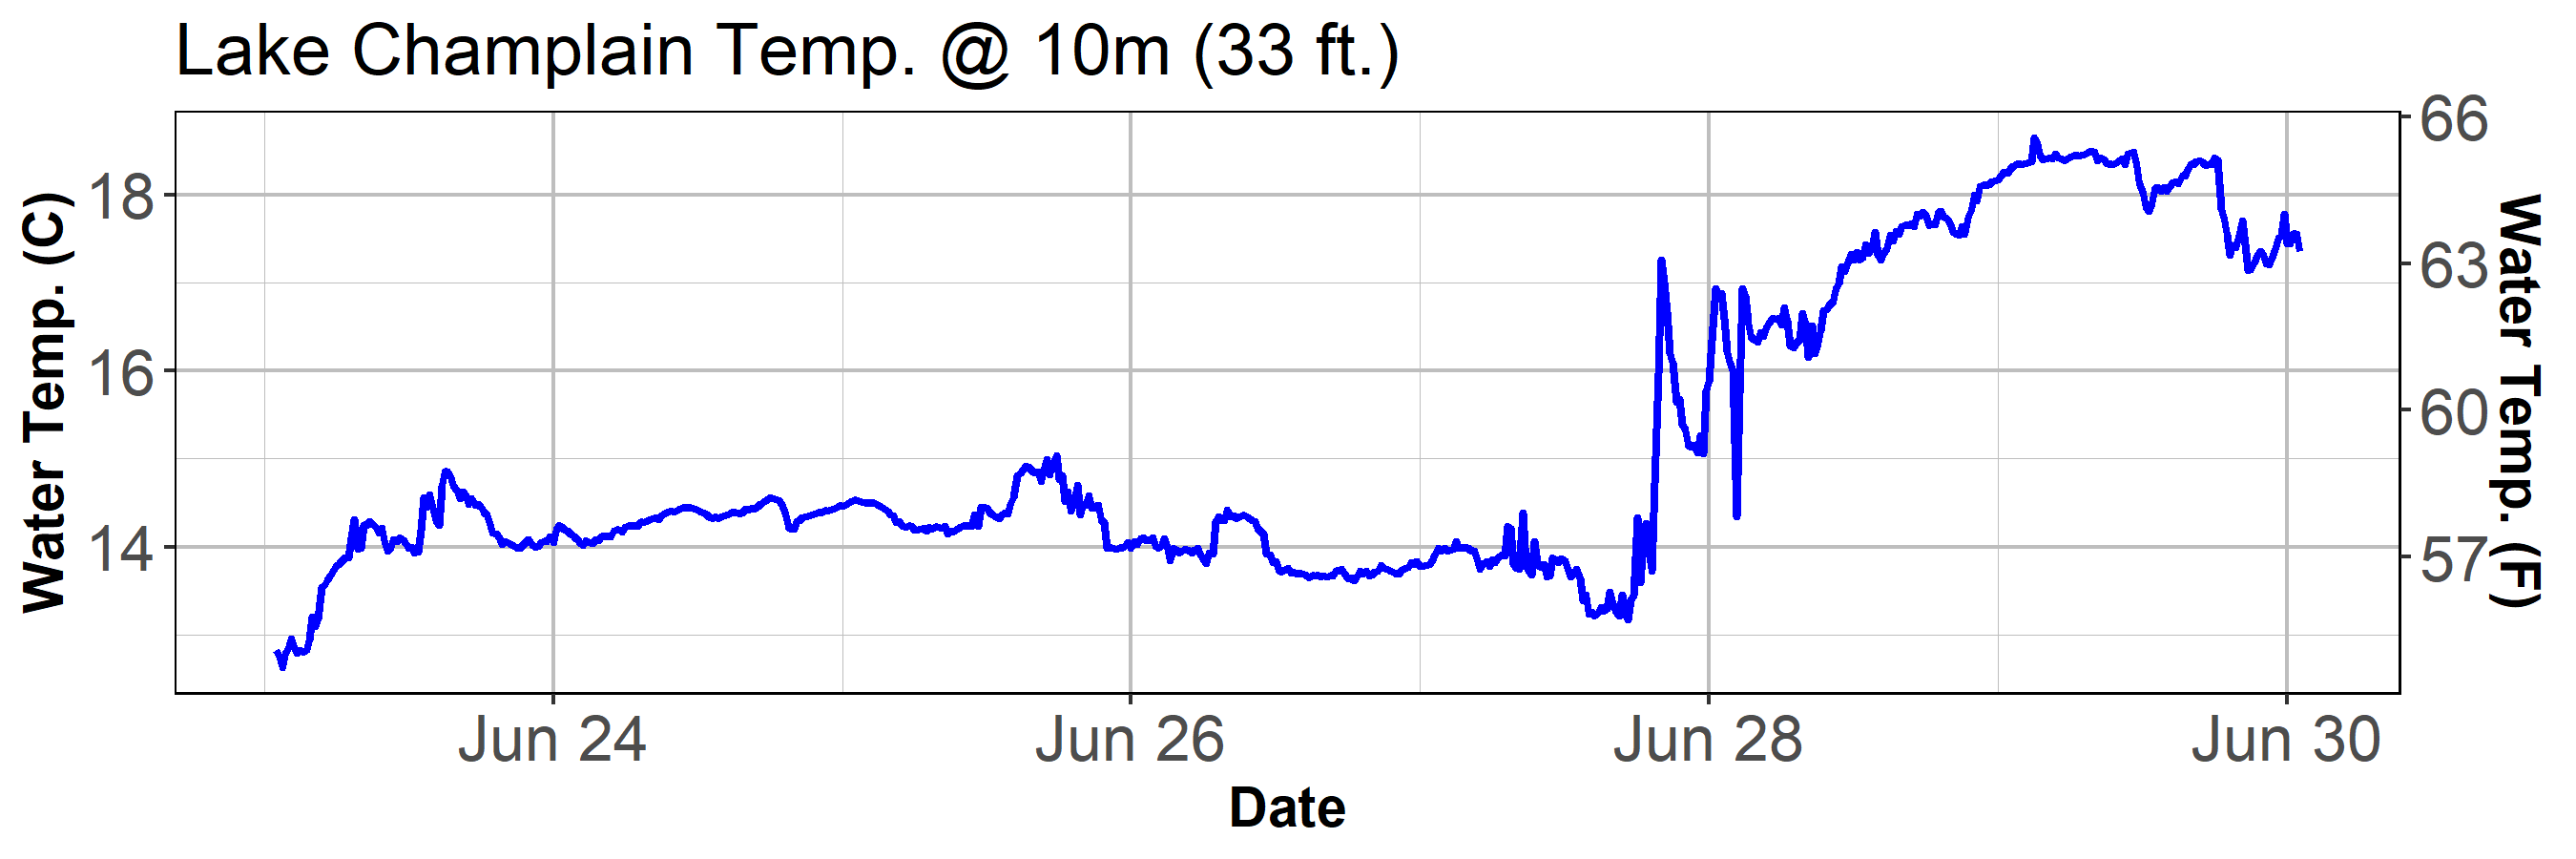 Lake Champlain Temp. @ 10m (33 ft.)
Water Temp. (C)
18
16
14
66
63
60
57
Water Temp. (F)
Jun 24 Jun 26 Jun 28 Jun 30
Date